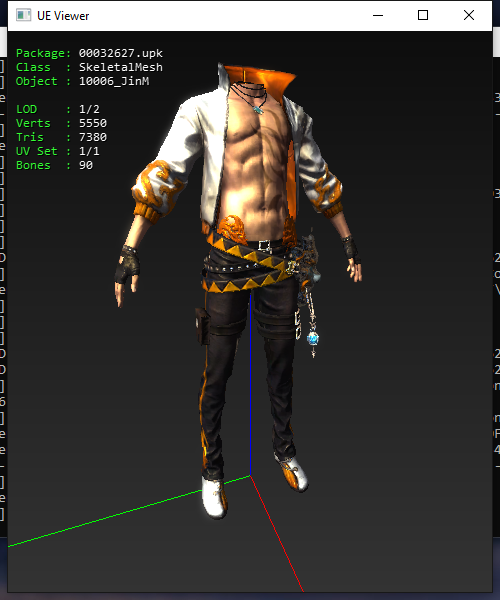 UE Viewer
Package: 00032627.upk
Class : SkeletalMesh
Object : 10006_JinM
LOD : 1/2
Verts : 5550
Tris : 7380
UV Set : 1/1
Bones : 90